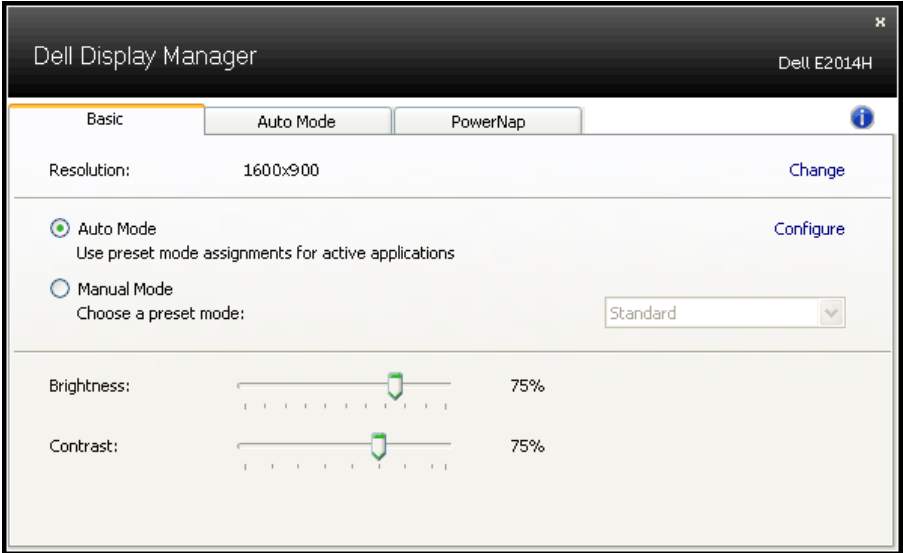 Dell Display Manager
Dell E2014H
Basic Auto Mode PowerNap
Resolution: 1600x900 Change
Auto Mode Configure
Use preset mode assignments for active applications
Manual Mode
Choose a preset mode: Standard
Brightness: 75%
Contrast: 75%